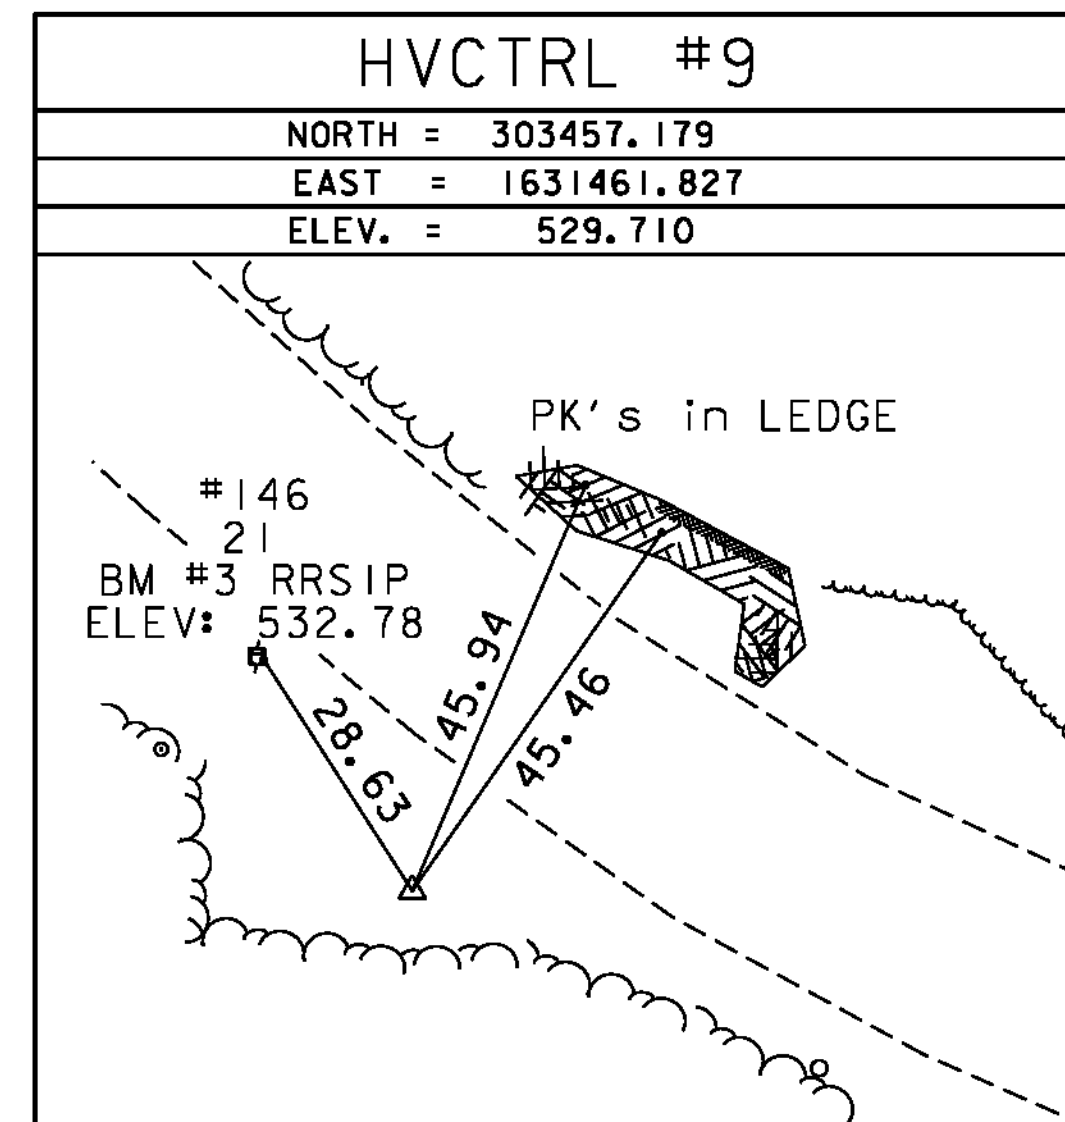 HVCTRL #9
NORTH = 303457.179
EAST = 1631461.827
ELEV. = 529.710
PK's in LEDGE
#146
21
BM #3 RRSIP
ELEV: 532.78
45.94
45.46
28.63